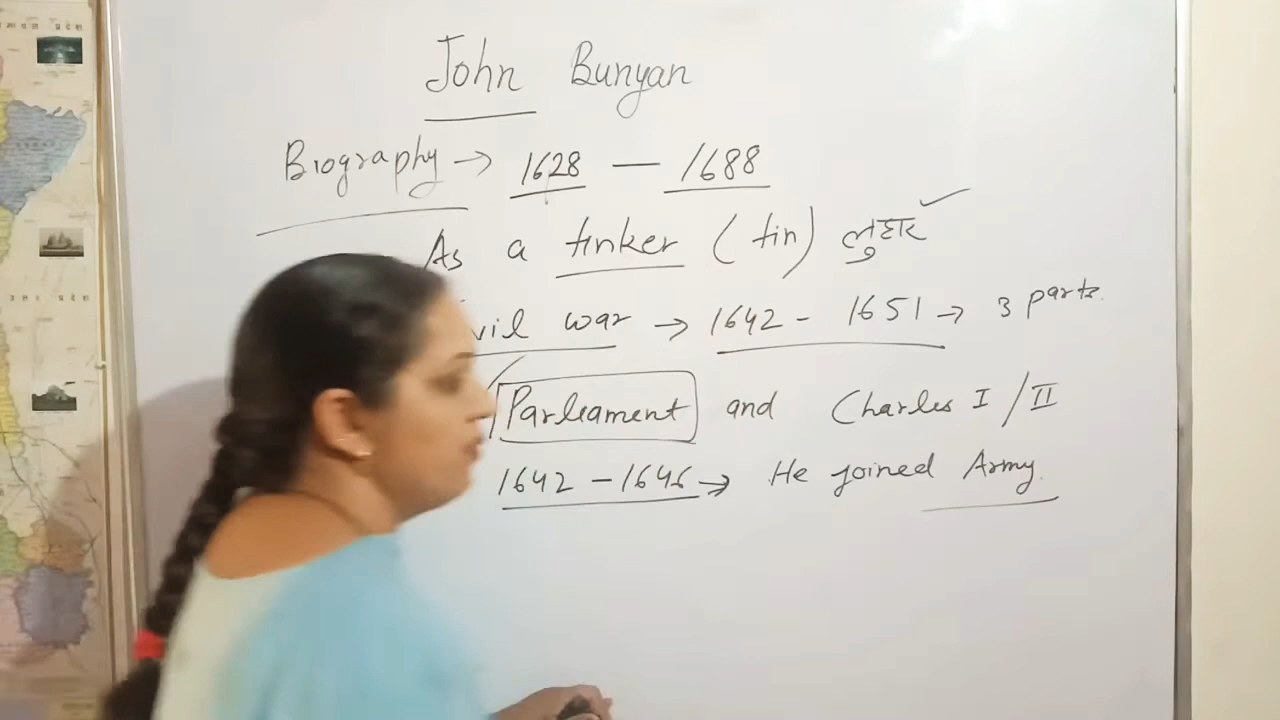 John Bunyan
Biography → 1628 — 1688
As a tinker (tin) लुहार ✓
vil war → 1642 - 1651 → 3 parts.
Parliament and Charles I / II
1642 - 1646 → He joined Army.